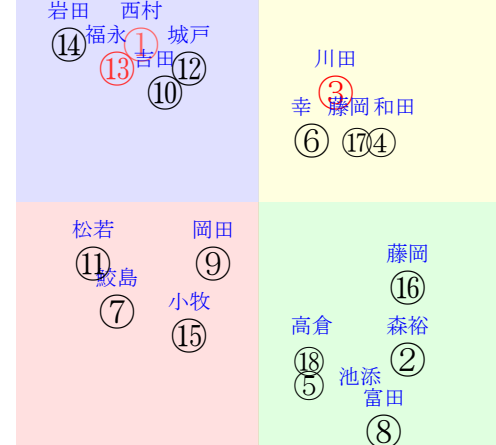 岩田 西村
⑭ 福永 ① 城戸
⑬ 吉田 ⑫
⑩
川田
③
幸 藤岡 和田
⑥ ⑰ ④
松若 岡田
⑪ ⑨
鮫島
⑦ 小牧
⑮
藤岡
⑯
高倉 森裕
⑱ ②
⑤ 池添
富田
⑧